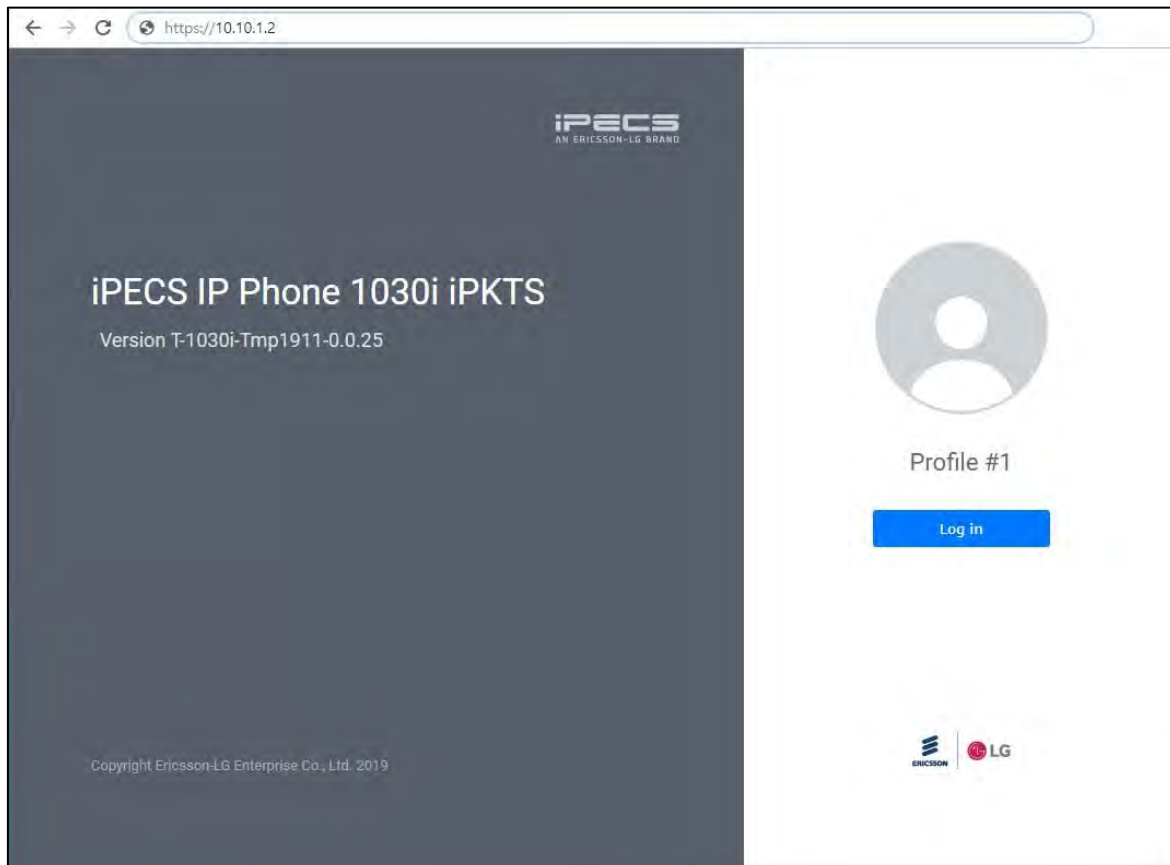 https://10.10.1.2
iPECS
AN ERICSSON-LG BRAND
iPECS IP Phone 1030i iPKTS
Version T-1030i-Tmp1911-0.0.25
Profile #1
Log in
Copyright Ericsson-LG Enterprise Co., Ltd. 2019
ERICSSON
LG